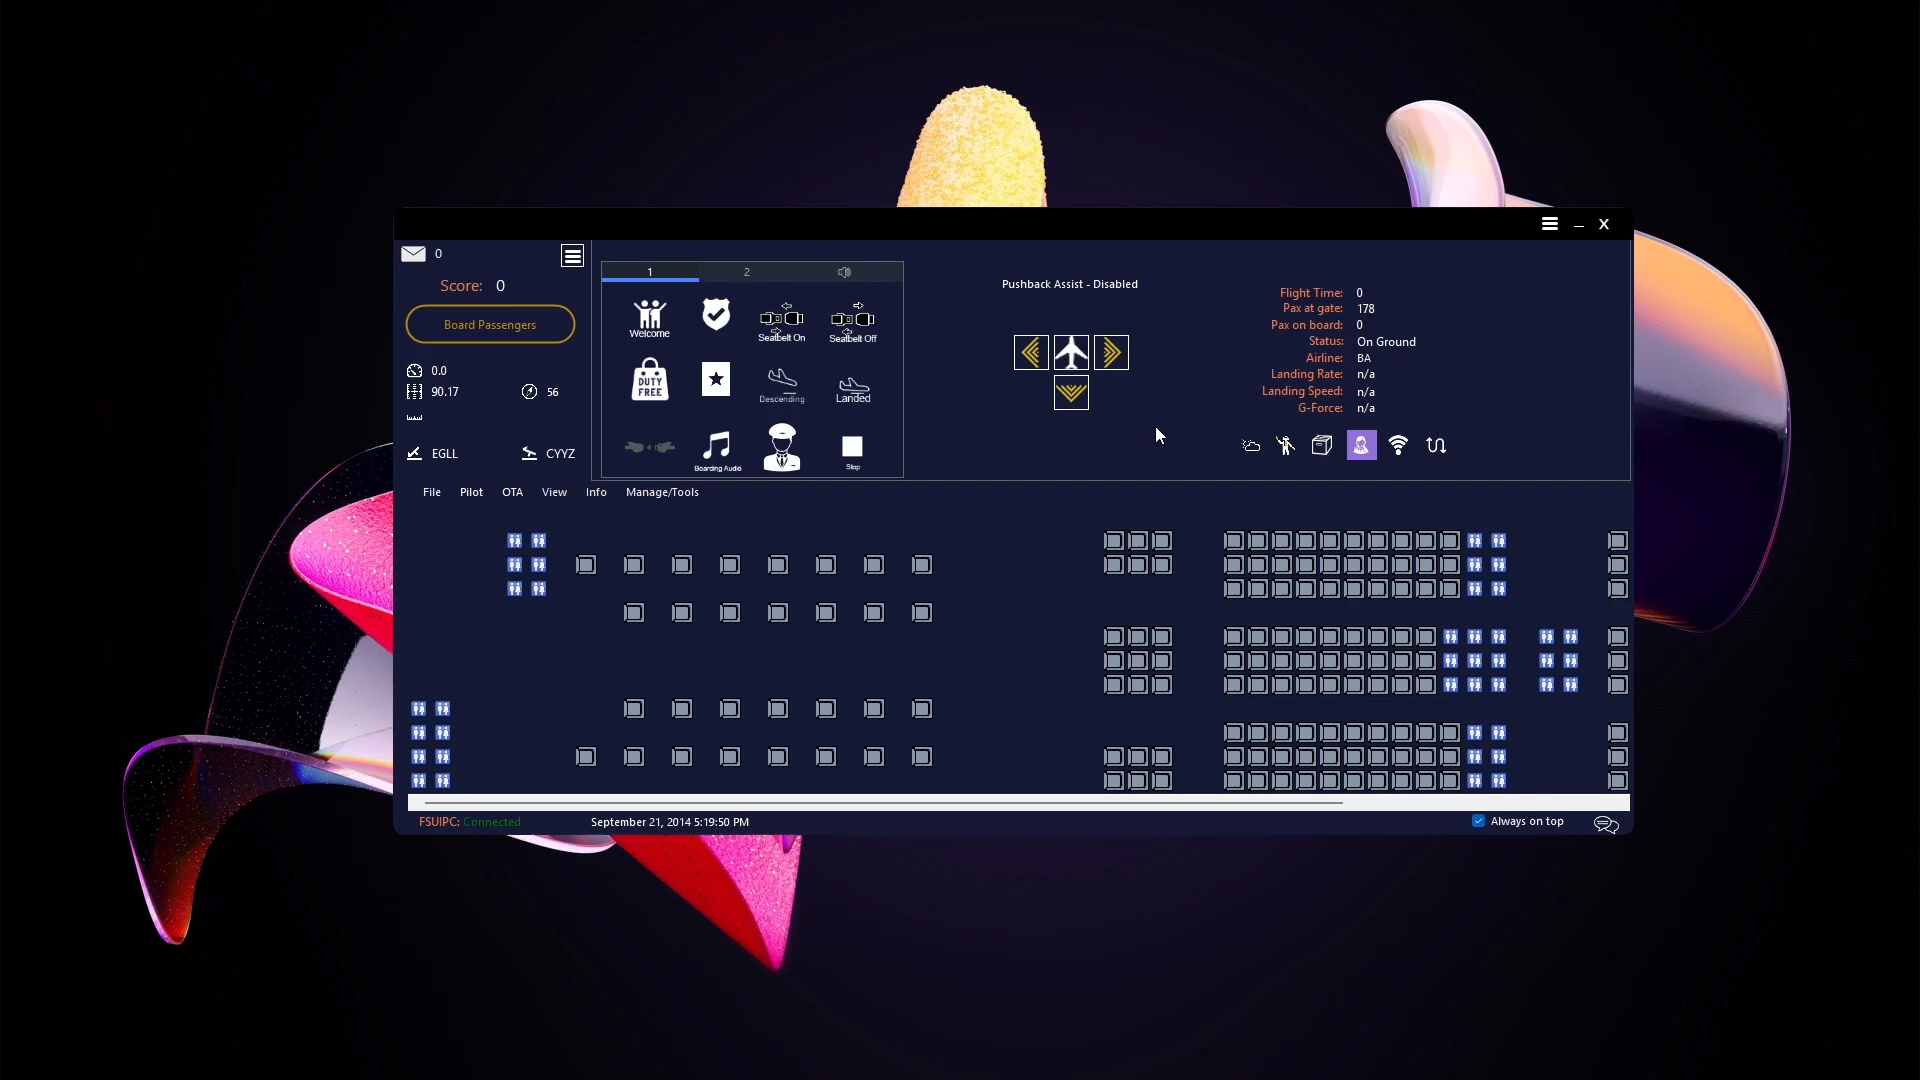 X
0
Score: 0
Board Passengers
0.0
90.17
56
EGLL
CYYZ
1
2
Welcome
Seatbelt On
Seatbelt Off
DUTY
FREE
Descending
Landed
Boarding Audio
Stop
Pushback Assist - Disabled
Flight Time: 0
Pax at gate: 178
Pax on board: 0
Status: On Ground
Airline: BA
Landing Rate: n/a
Landing Speed: n/a
G-Force: n/a
File Pilot OTA View Info Manage/Tools
FSUIPC: Connected
September 21, 2014 5:19:50 PM
Always on top